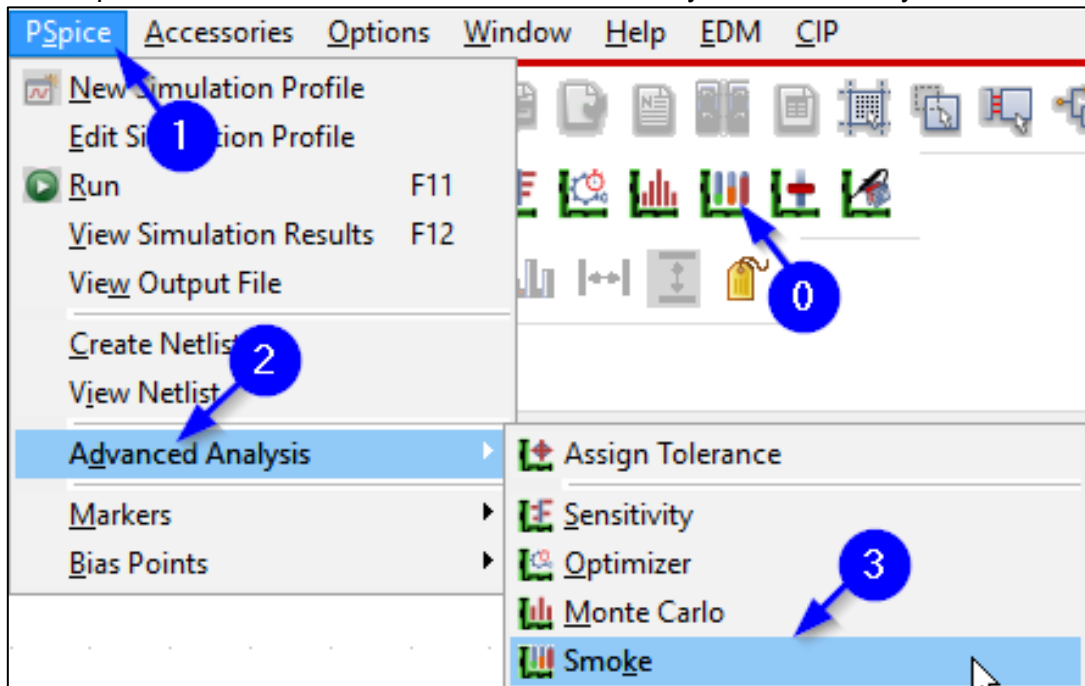 PSpice Accessories Options Window Help EDM CIP
New Simulation Profile
Edit Simulation Profile
1
Run F11
View Simulation Results F12
View Output File
0
Create Netlist
2
View Netlist
Advanced Analysis
Assign Tolerance
Markers
Sensitivity
Bias Points
Optimizer
3
Monte Carlo
Smoke